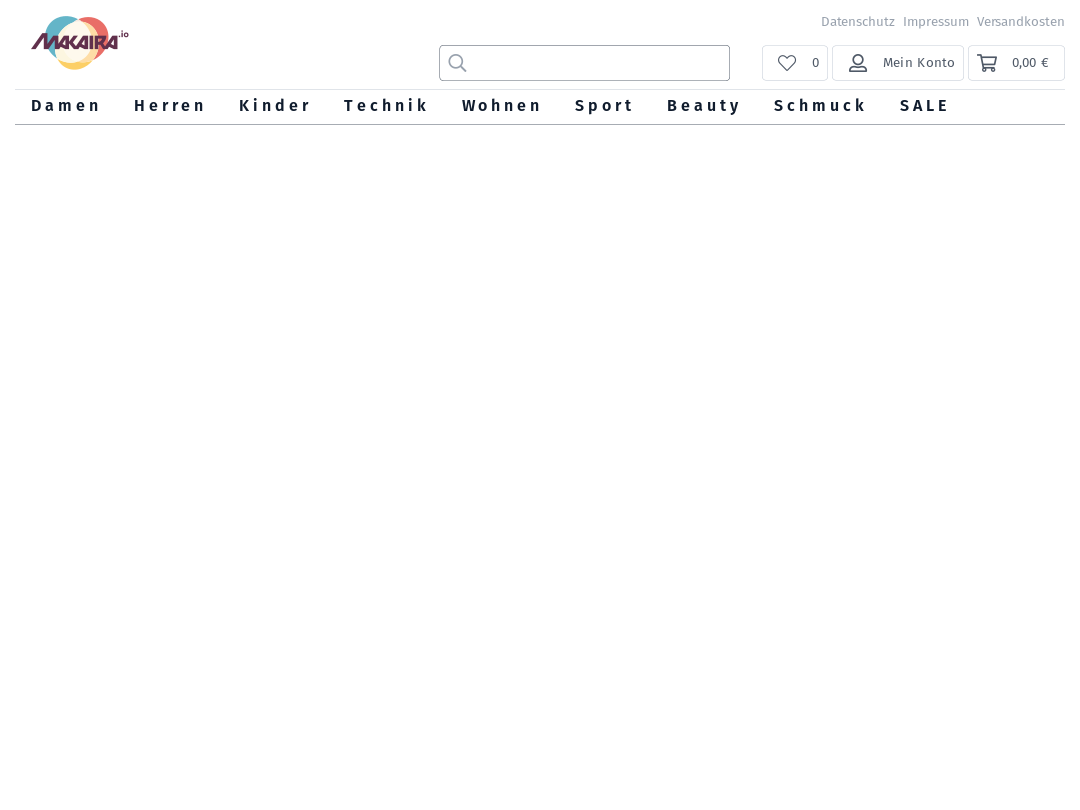 Datenschutz Impressum Versandkosten
MAKAIRA.io
0 Mein Konto 0,00 €
Damen Herren Kinder Technik Wohnen Sport Beauty Schmuck SALE